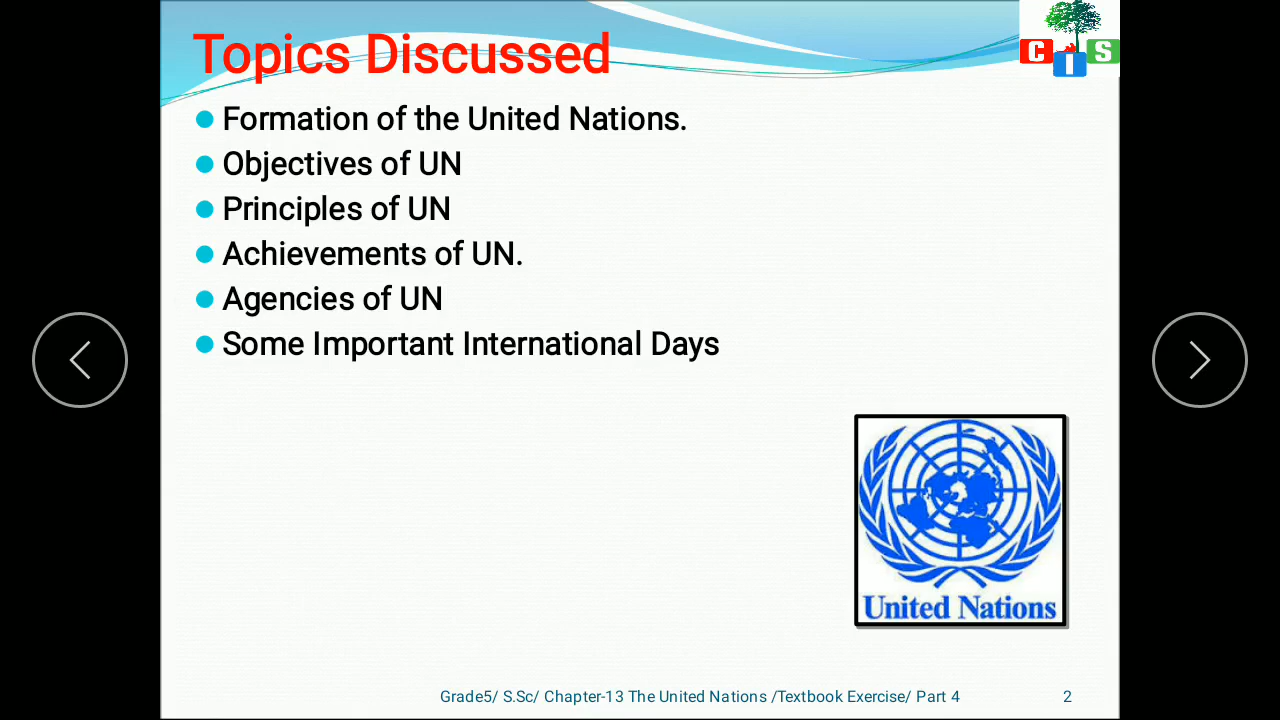 Topics Discussed
C I S
Formation of the United Nations.
Objectives of UN
Principles of UN
Achievements of UN.
Agencies of UN
Some Important International Days
United Nations
Grade5/ S.Sc/ Chapter-13 The United Nations /Textbook Exercise/ Part 4 2